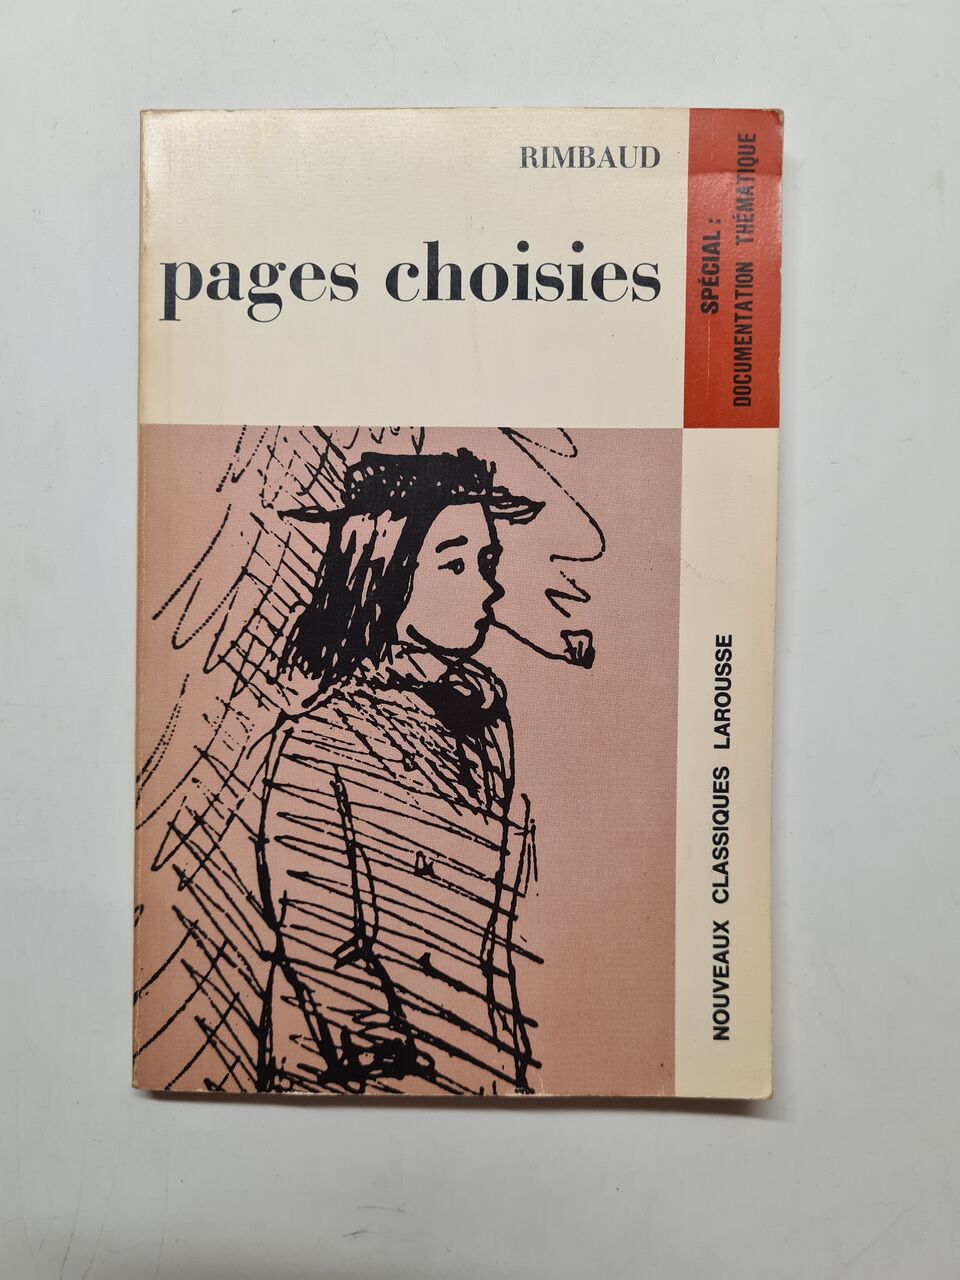 RIMBAUD
pages choisies
SPÉCIAL :
DOCUMENTATION THÉMATIQUE
NOUVEAUX CLASSIQUES LAROUSSE